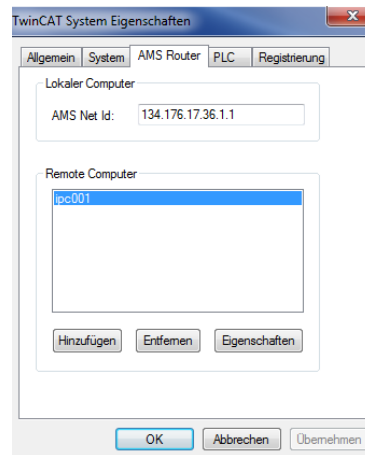 TwinCAT System Eigenschaften
Allgemein System AMS Router PLC Registrierung
Lokaler Computer
AMS Net Id: 134.176.17.36.1.1
Remote Computer
ipc001
Hinzufügen Entfernen Eigenschaften
OK Abbrechen Übernehmen